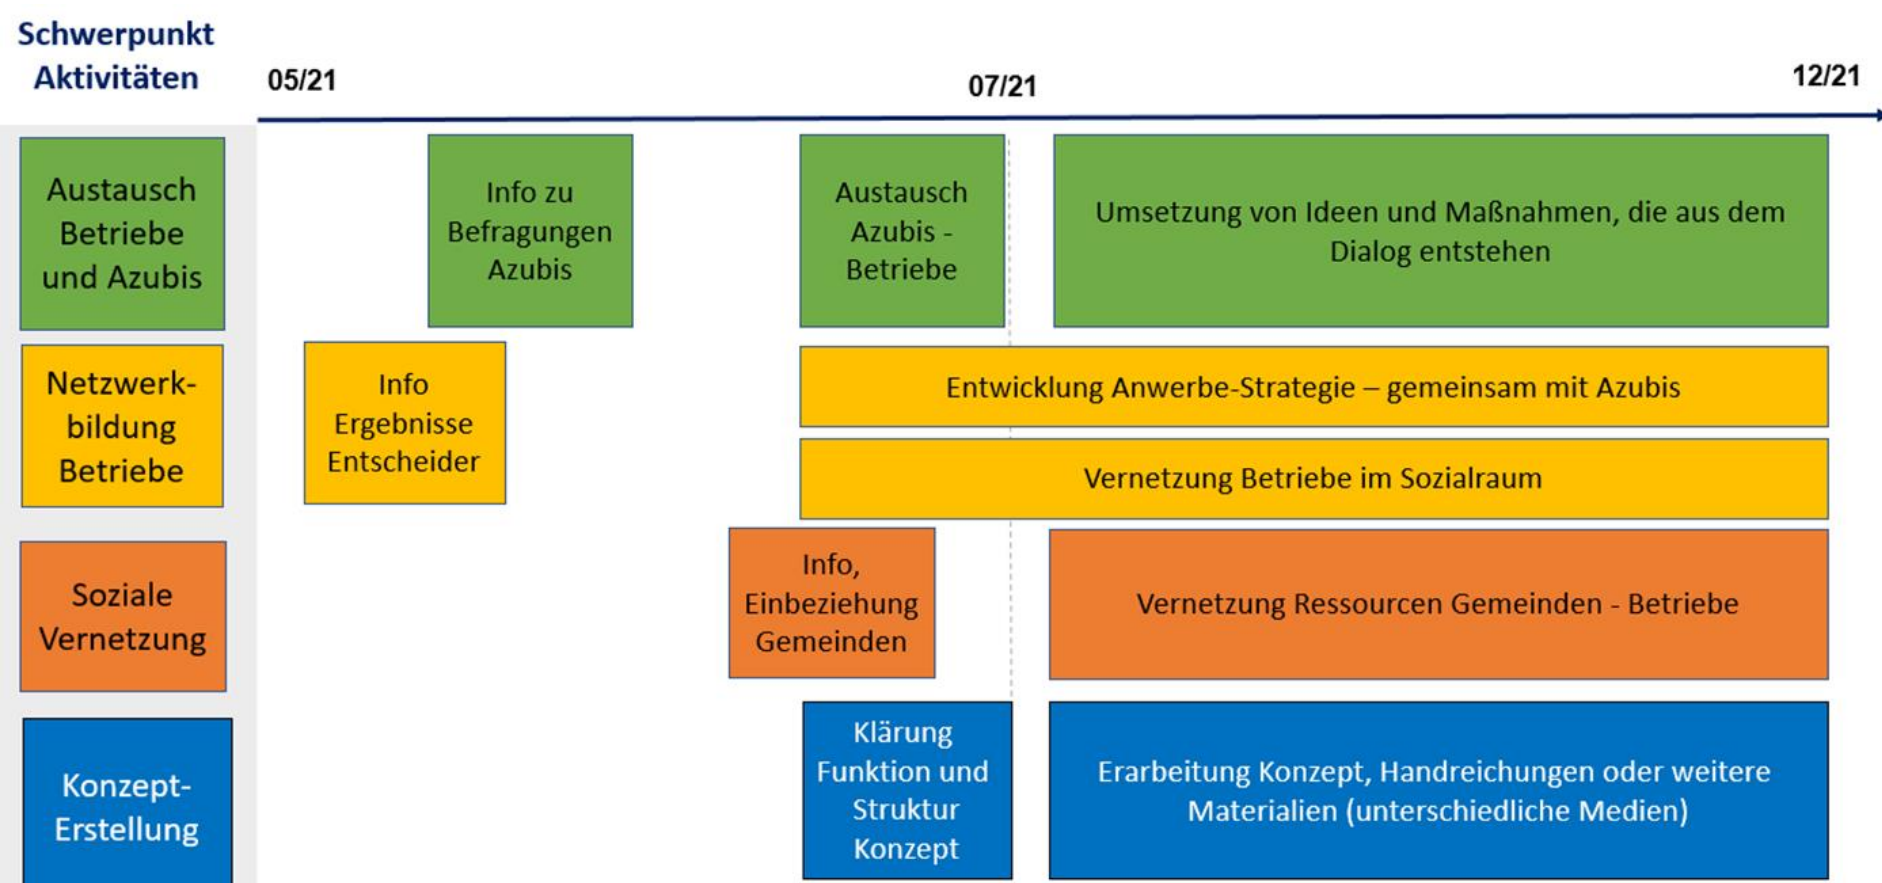 Schwerpunkt
Aktivitäten
05/21
07/21
12/21
Austausch
Betriebe
und Azubis
Info zu
Befragungen
Azubis
Austausch
Azubis -
Betriebe
Umsetzung von Ideen und Maßnahmen, die aus dem
Dialog entstehen
Netzwerk-
bildung
Betriebe
Info
Ergebnisse
Entscheider
Entwicklung Anwerbe-Strategie – gemeinsam mit Azubis
Vernetzung Betriebe im Sozialraum
Soziale
Vernetzung
Info,
Einbeziehung
Gemeinden
Vernetzung Ressourcen Gemeinden - Betriebe
Konzept-
Erstellung
Klärung
Funktion und
Struktur
Konzept
Erarbeitung Konzept, Handreichungen oder weitere
Materialien (unterschiedliche Medien)